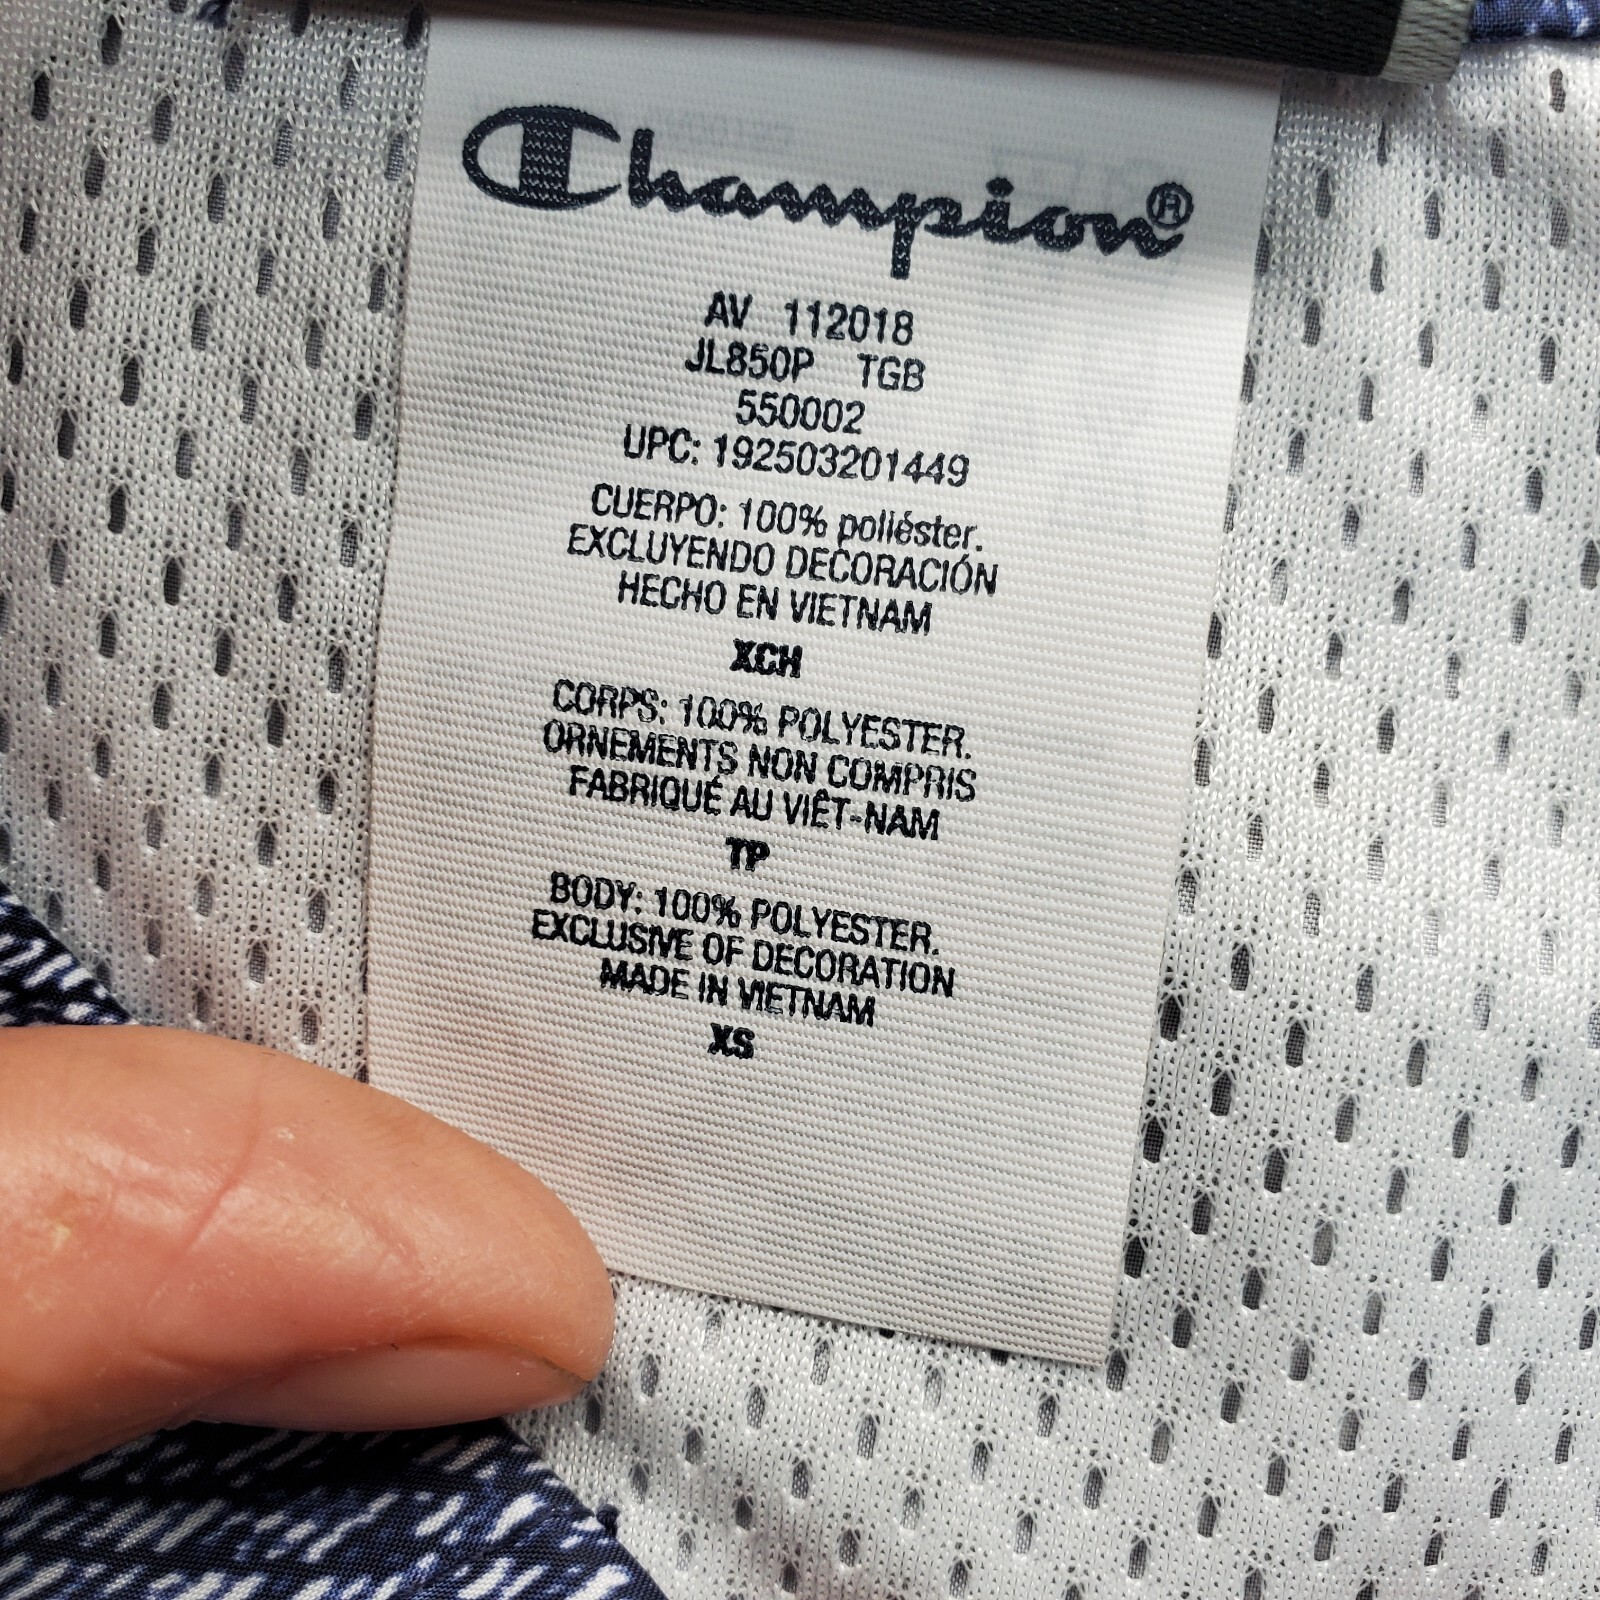 Champion®
AV 112018
JL850P TGB
550002
UPC: 192503201449
CUERPO: 100% poliéster.
EXCLUYENDO DECORACIÓN
HECHO EN VIETNAM
XCH
CORPS: 100% POLYESTER.
ORNEMENTS NON COMPRIS
FABRIQUÉ AU VIÊT-NAM
TP
BODY: 100% POLYESTER.
EXCLUSIVE OF DECORATION
MADE IN VIETNAM
XS